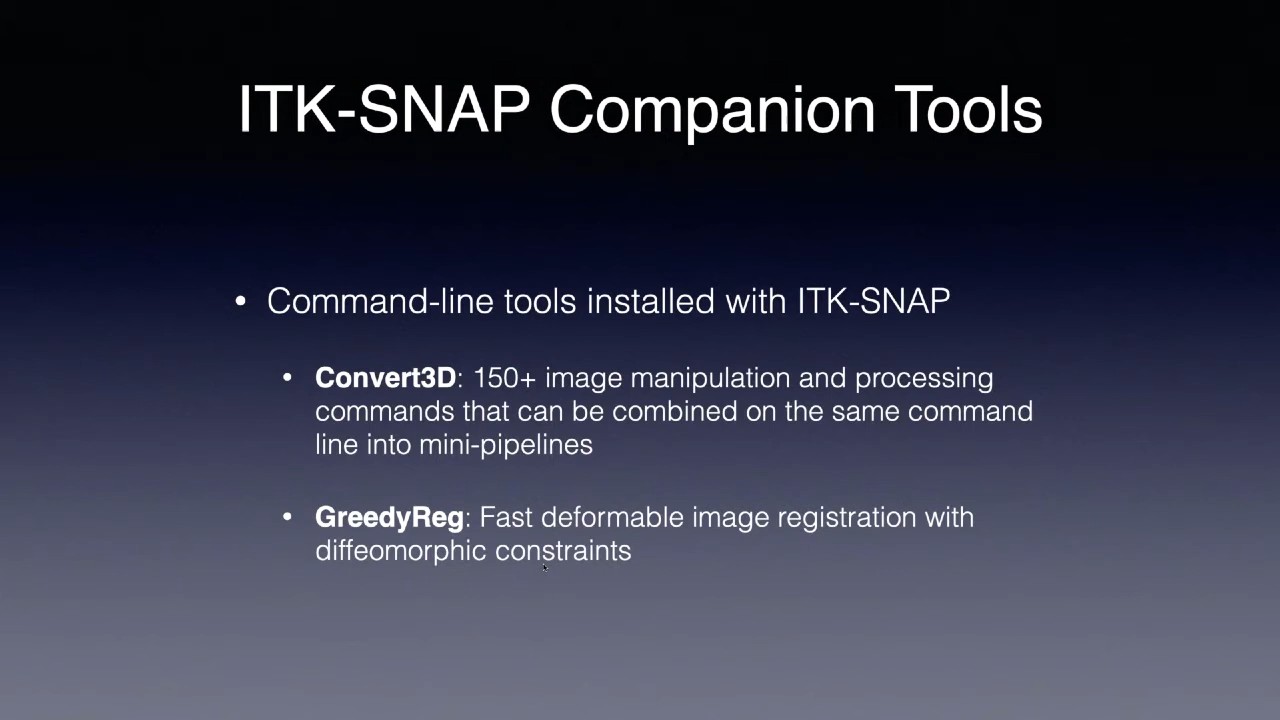 ITK-SNAP Companion Tools
• Command-line tools installed with ITK-SNAP
• Convert3D: 150+ image manipulation and processing
commands that can be combined on the same command
line into mini-pipelines
• GreedyReg: Fast deformable image registration with
diffeomorphic constraints